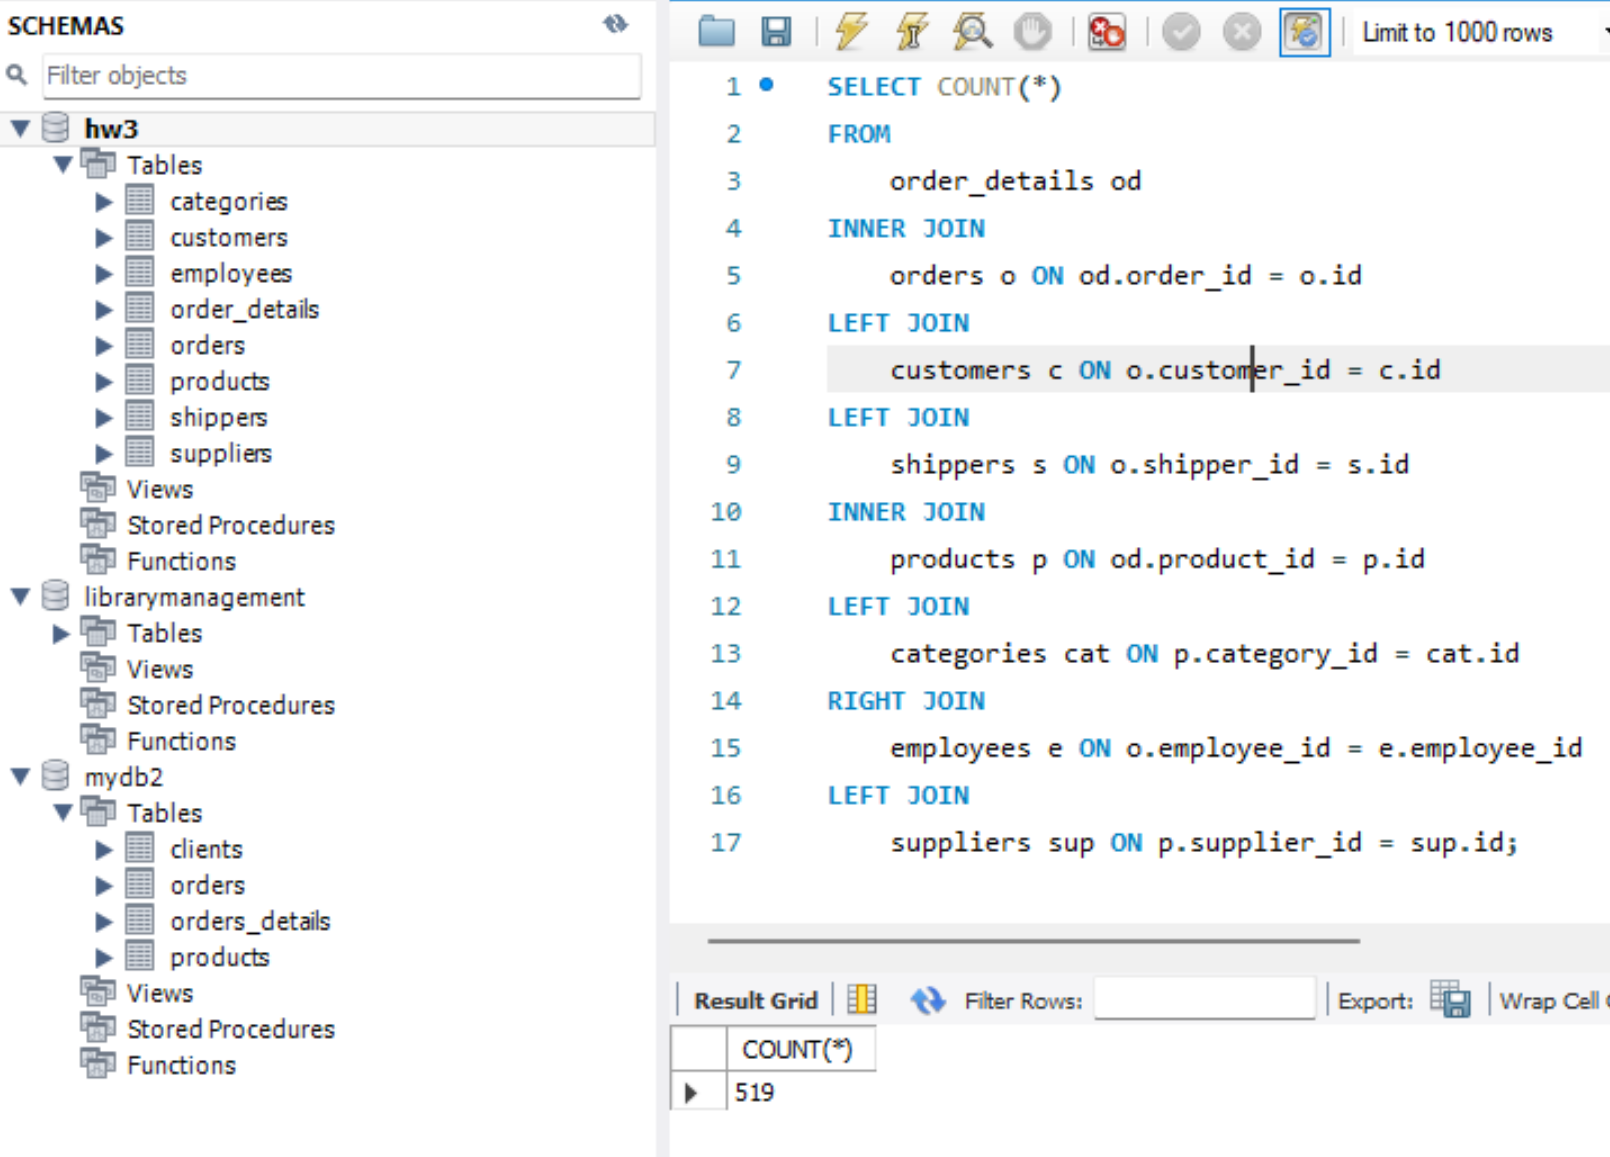 SCHEMAS
Filter objects
hw3
Tables
categories
customers
employees
order_details
orders
products
shippers
suppliers
Views
Stored Procedures
Functions
librarymanagement
Tables
Views
Stored Procedures
Functions
mydb2
Tables
clients
orders
orders_details
products
Views
Stored Procedures
Functions
Limit to 1000 rows
1 SELECT COUNT(*)
2 FROM
3 order_details od
4 INNER JOIN
5 orders o ON od.order_id = o.id
6 LEFT JOIN
7 customers c ON o.customer_id = c.id
8 LEFT JOIN
9 shippers s ON o.shipper_id = s.id
10 INNER JOIN
11 products p ON od.product_id = p.id
12 LEFT JOIN
13 categories cat ON p.category_id = cat.id
14 RIGHT JOIN
15 employees e ON o.employee_id = e.employee_id
16 LEFT JOIN
17 suppliers sup ON p.supplier_id = sup.id;
Result Grid Filter Rows: Export: Wrap Cell
COUNT(*)
519